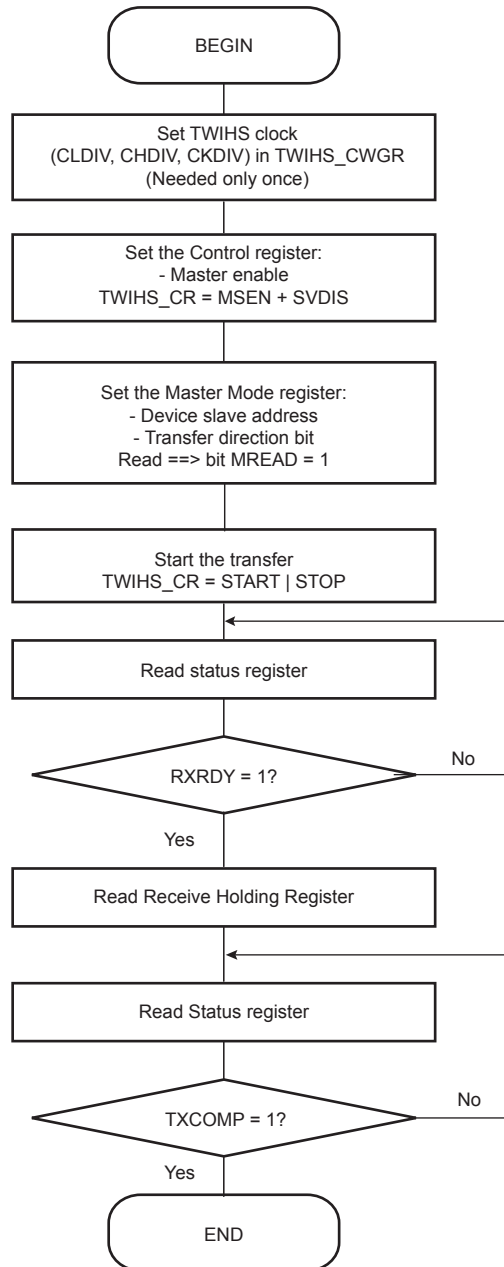 BEGIN
Set TWIHS clock
(CLDIV, CHDIV, CKDIV) in TWIHS_CWGR
(Needed only once)
Set the Control register:
- Master enable
TWIHS_CR = MSEN + SVDIS
Set the Master Mode register:
- Device slave address
- Transfer direction bit
Read ==> bit MREAD = 1
Start the transfer
TWIHS_CR = START | STOP
Read status register
RXRDY = 1?
No
Yes
Read Receive Holding Register
Read Status register
TXCOMP = 1?
No
Yes
END